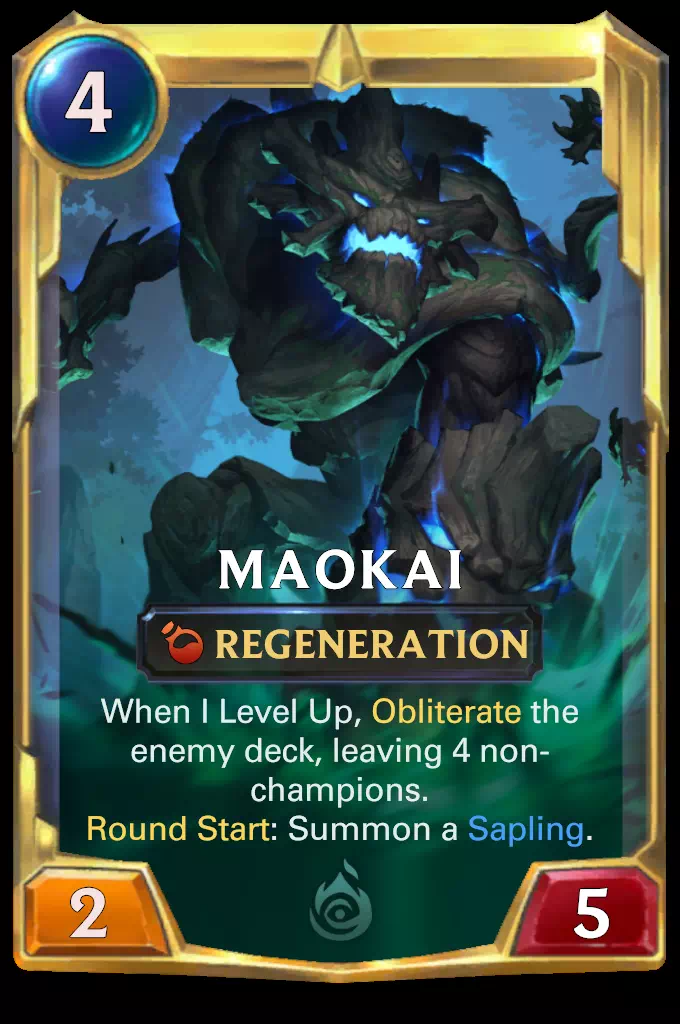 4
MAOKAI
REGENERATION
When I Level Up, Obliterate the
enemy deck, leaving 4 non-
champions.
Round Start: Summon a Sapling.
2
5